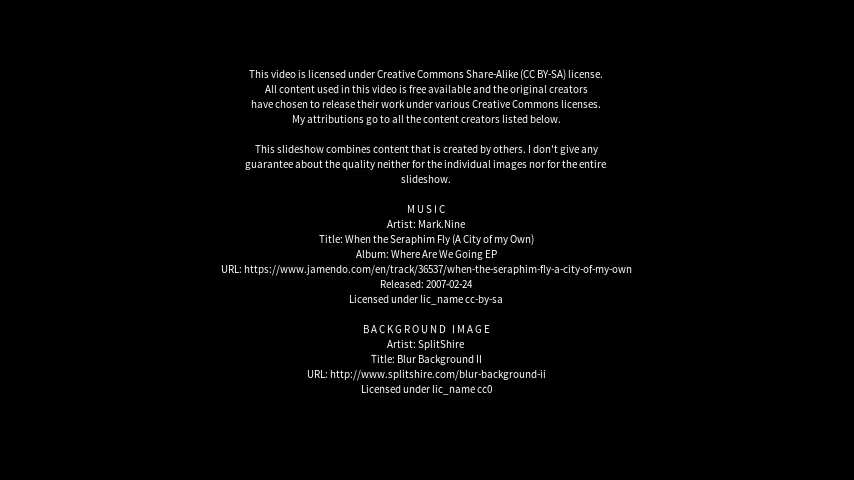 This video is licensed under Creative Commons Share-Alike (CC BY-SA) license.
All content used in this video is free available and the original creators
have chosen to release their work under various Creative Commons licenses.
My attributions go to all the content creators listed below.
This slideshow combines content that is created by others. I don't give any
guarantee about the quality neither for the individual images nor for the entire
slideshow.
MUSIC
Artist: Mark.Nine
Title: When the Seraphim Fly (A City of my Own)
Album: Where Are We Going EP
URL: https://www.jamendo.com/en/track/36537/when-the-seraphim-fly-a-city-of-my-own
Released: 2007-02-24
Licensed under lic_name cc-by-sa
BACKGROUND IMAGE
Artist: SplitShire
Title: Blur Background II
URL: http://www.splitshire.com/blur-background-ii
Licensed under lic_name cc0